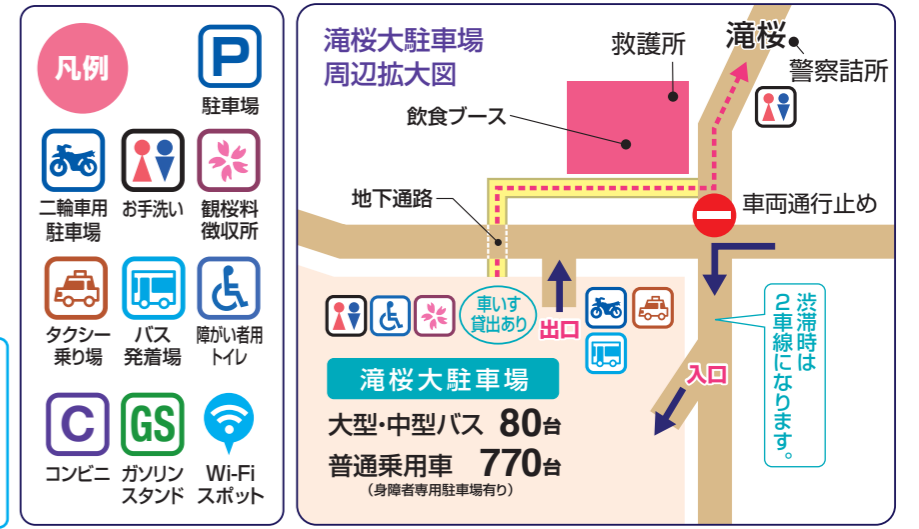 凡例
P
駐車場
二輪車用
駐車場
お手洗い
観桜料
徴収所
タクシー
乗り場
バス
発着場
障がい者用
トイレ
C
コンビニ
GS
ガソリン
スタンド
Wi-Fi
スポット
滝桜大駐車場
周辺拡大図
救護所
滝桜
警察詰所
飲食ブース
地下通路
車両通行止め
車いす
貸出あり
出口
渋滞時は
2車線になります。
入口
滝桜大駐車場
大型・中型バス 80台
普通乗用車 770台
（身障者専用駐車場有り）